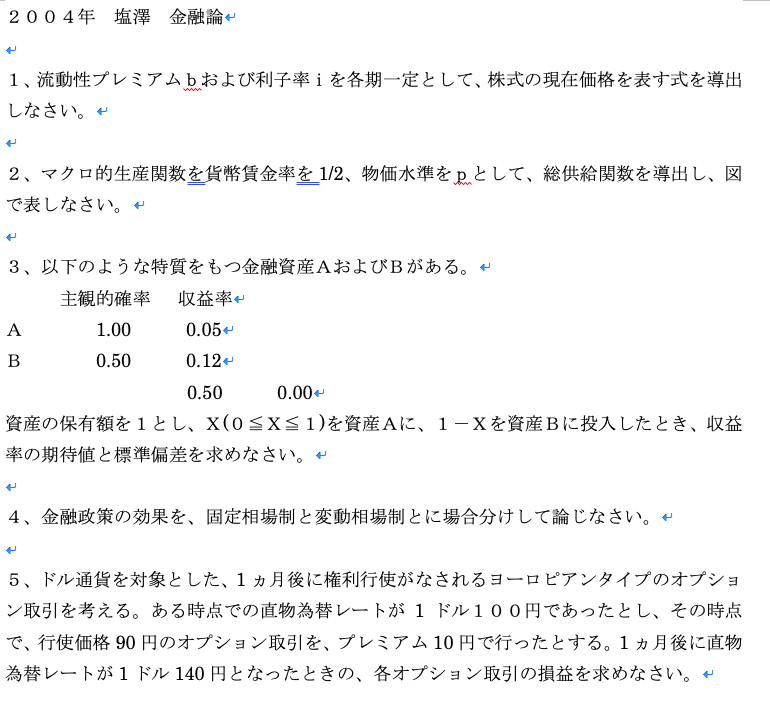 ２００４年　塩澤　金融論
１、流動性プレミアムｂおよび利子率ｉを各期一定として、株式の現在価格を表す式を導出
しなさい。
２、マクロ的生産関数を貨幣賃金率を 1/2、物価水準をｐとして、総供給関数を導出し、図
で表しなさい。
３、以下のような特質をもつ金融資産ＡおよびＢがある。
主観的確率　収益率
Ａ　1.00　0.05
Ｂ　0.50　0.12
0.50　0.00
資産の保有額を１とし、Ｘ(０≦Ｘ≦１)を資産Ａに、１－Ｘを資産Ｂに投入したとき、収益
率の期待値と標準偏差を求めなさい。
４、金融政策の効果を、固定相場制と変動相場制とに場合分けして論じなさい。
５、ドル通貨を対象とした、1 ヵ月後に権利行使がなされるヨーロピアンタイプのオプショ
ン取引を考える。ある時点での直物為替レートが 1 ドル１００円であったとし、その時点
で、行使価格 90 円のオプション取引を、プレミアム 10 円で行ったとする。1 ヵ月後に直物
為替レートが 1 ドル 140 円となったときの、各オプション取引の損益を求めなさい。